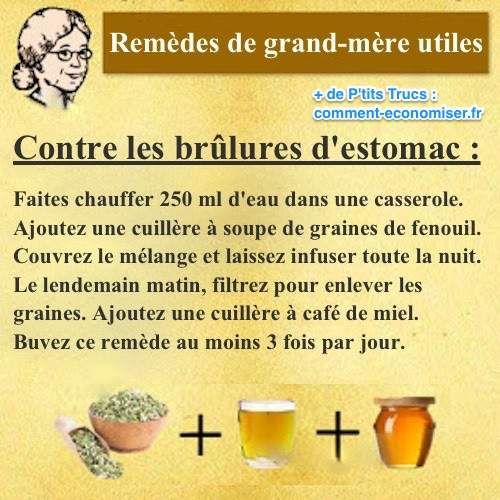 Remèdes de grand-mère utiles
+ de P'tits Trucs :
comment-economiser.fr
Contre les brûlures d'estomac :
Faites chauffer 250 ml d'eau dans une casserole.
Ajoutez une cuillère à soupe de graines de fenouil.
Couvrez le mélange et laissez infuser toute la nuit.
Le lendemain matin, filtrez pour enlever les
graines. Ajoutez une cuillère à café de miel.
Buvez ce remède au moins 3 fois par jour.
+ +